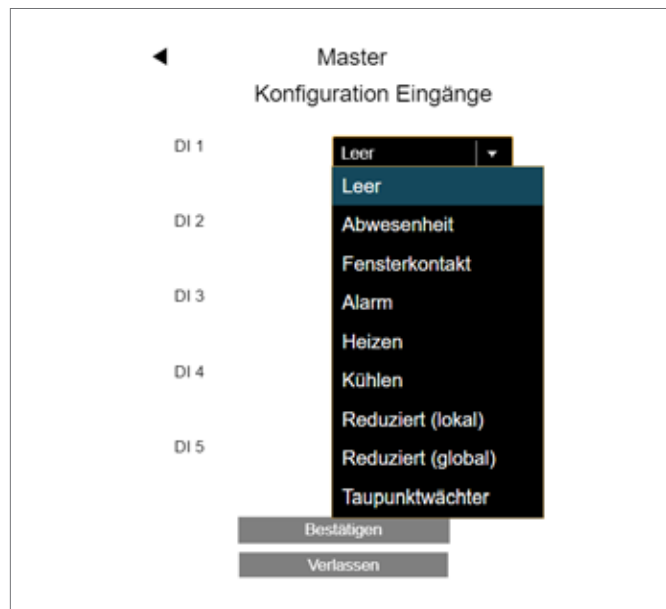 Master
Konfiguration Eingänge
DI 1
Leer
Leer
DI 2
Abwesenheit
Fensterkontakt
DI 3
Alarm
Heizen
DI 4
Kühlen
Reduziert (lokal)
DI 5
Reduziert (global)
Taupunktwächter
Bestätigen
Verlassen